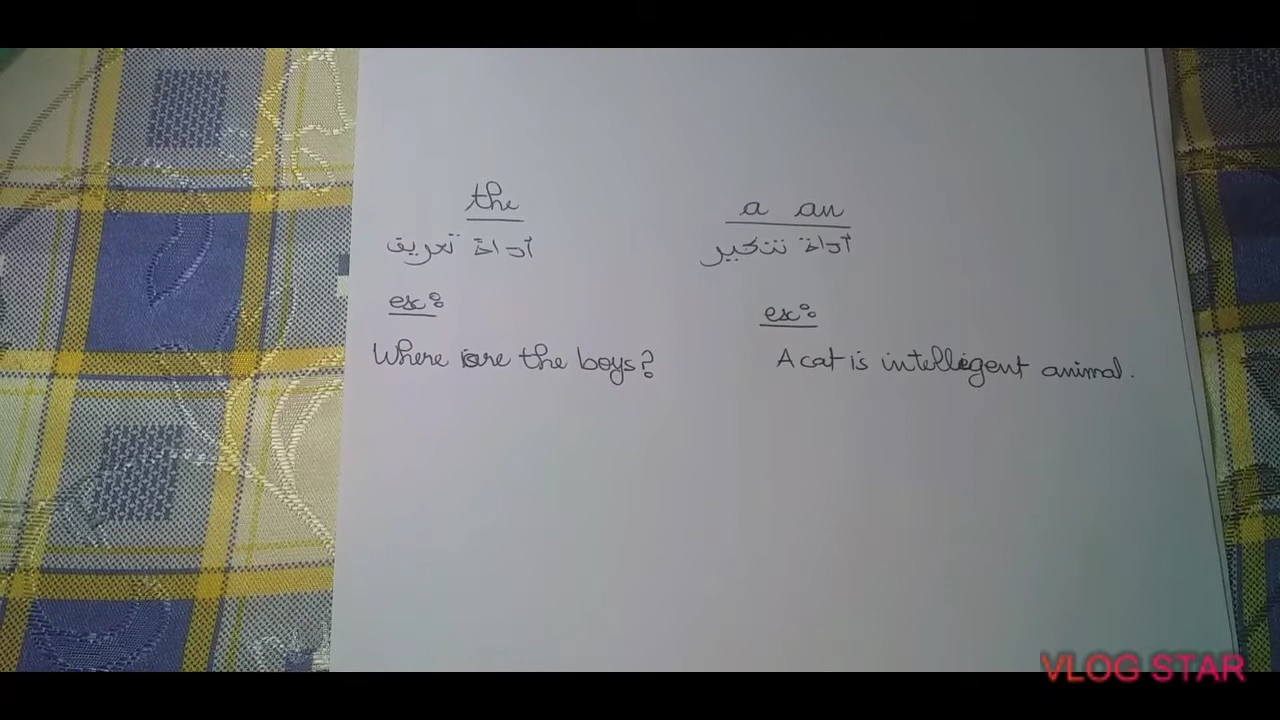 the
أداة تعريف
ex:
Where are the boys?
a an
أداة تنكير
ex:
A cat is intelligent animal.
VLOG STAR